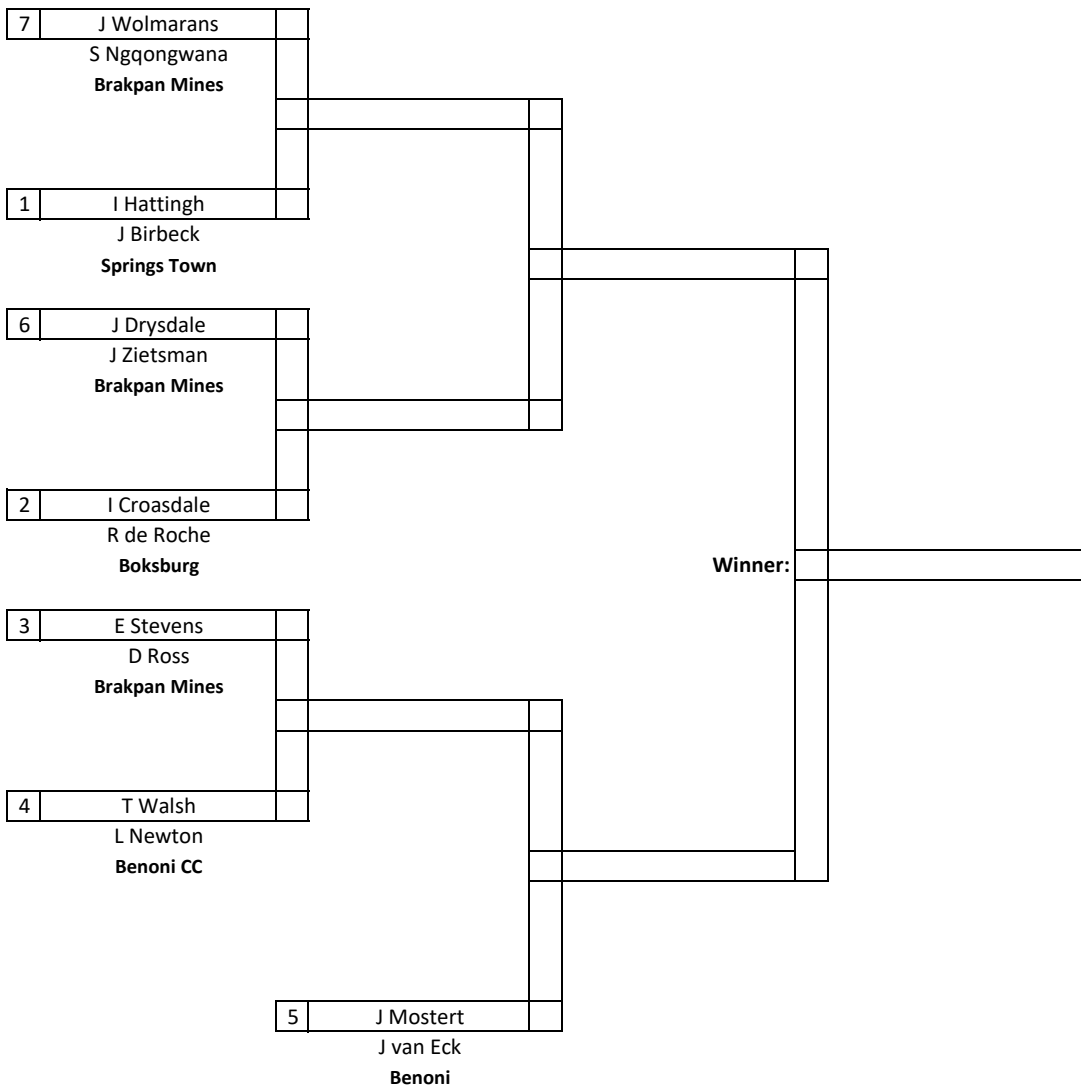 7 J Wolmarans
S Ngqongwana
Brakpan Mines
1 I Hattingh
J Birbeck
Springs Town
6 J Drysdale
J Zietsman
Brakpan Mines
2 I Croasdale
R de Roche
Boksburg
Winner:
3 E Stevens
D Ross
Brakpan Mines
4 T Walsh
L Newton
Benoni CC
5 J Mostert
J van Eck
Benoni